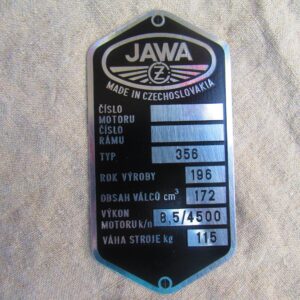 JAWA
ČZ
MADE IN CZECHOSLOVAKIA
ČÍSLO
MOTORU
ČÍSLO
RÁMU
TYP 356
ROK VÝROBY 196
OBSAH VÁLCŮ cm³ 172
VÝKON
MOTORU k/n 8,5/4500
VÁHA STROJE kg 115